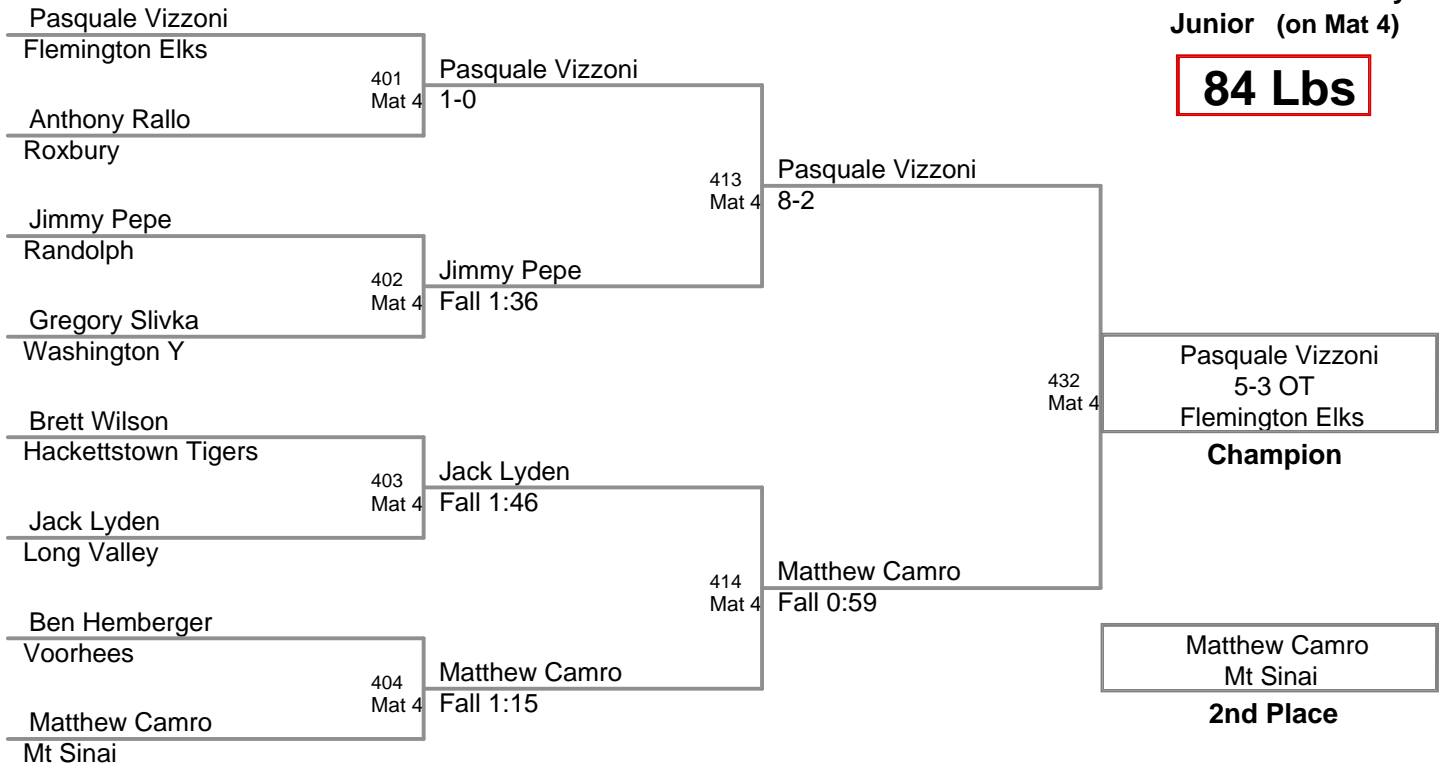 Junior (on Mat 4)
84 Lbs
Pasquale Vizzoni
Flemington Elks
401
Mat 4
Pasquale Vizzoni
1-0
Anthony Rallo
Roxbury
413
Mat 4
Pasquale Vizzoni
8-2
Jimmy Pepe
Randolph
402
Mat 4
Jimmy Pepe
Fall 1:36
Gregory Slivka
Washington Y
432
Mat 4
Pasquale Vizzoni
5-3 OT
Flemington Elks
Champion
Brett Wilson
Hackettstown Tigers
403
Mat 4
Jack Lyden
Fall 1:46
Jack Lyden
Long Valley
414
Mat 4
Matthew Camro
Fall 0:59
Ben Hemberger
Voorhees
404
Mat 4
Matthew Camro
Fall 1:15
Matthew Camro
Mt Sinai
Matthew Camro
Mt Sinai
2nd Place